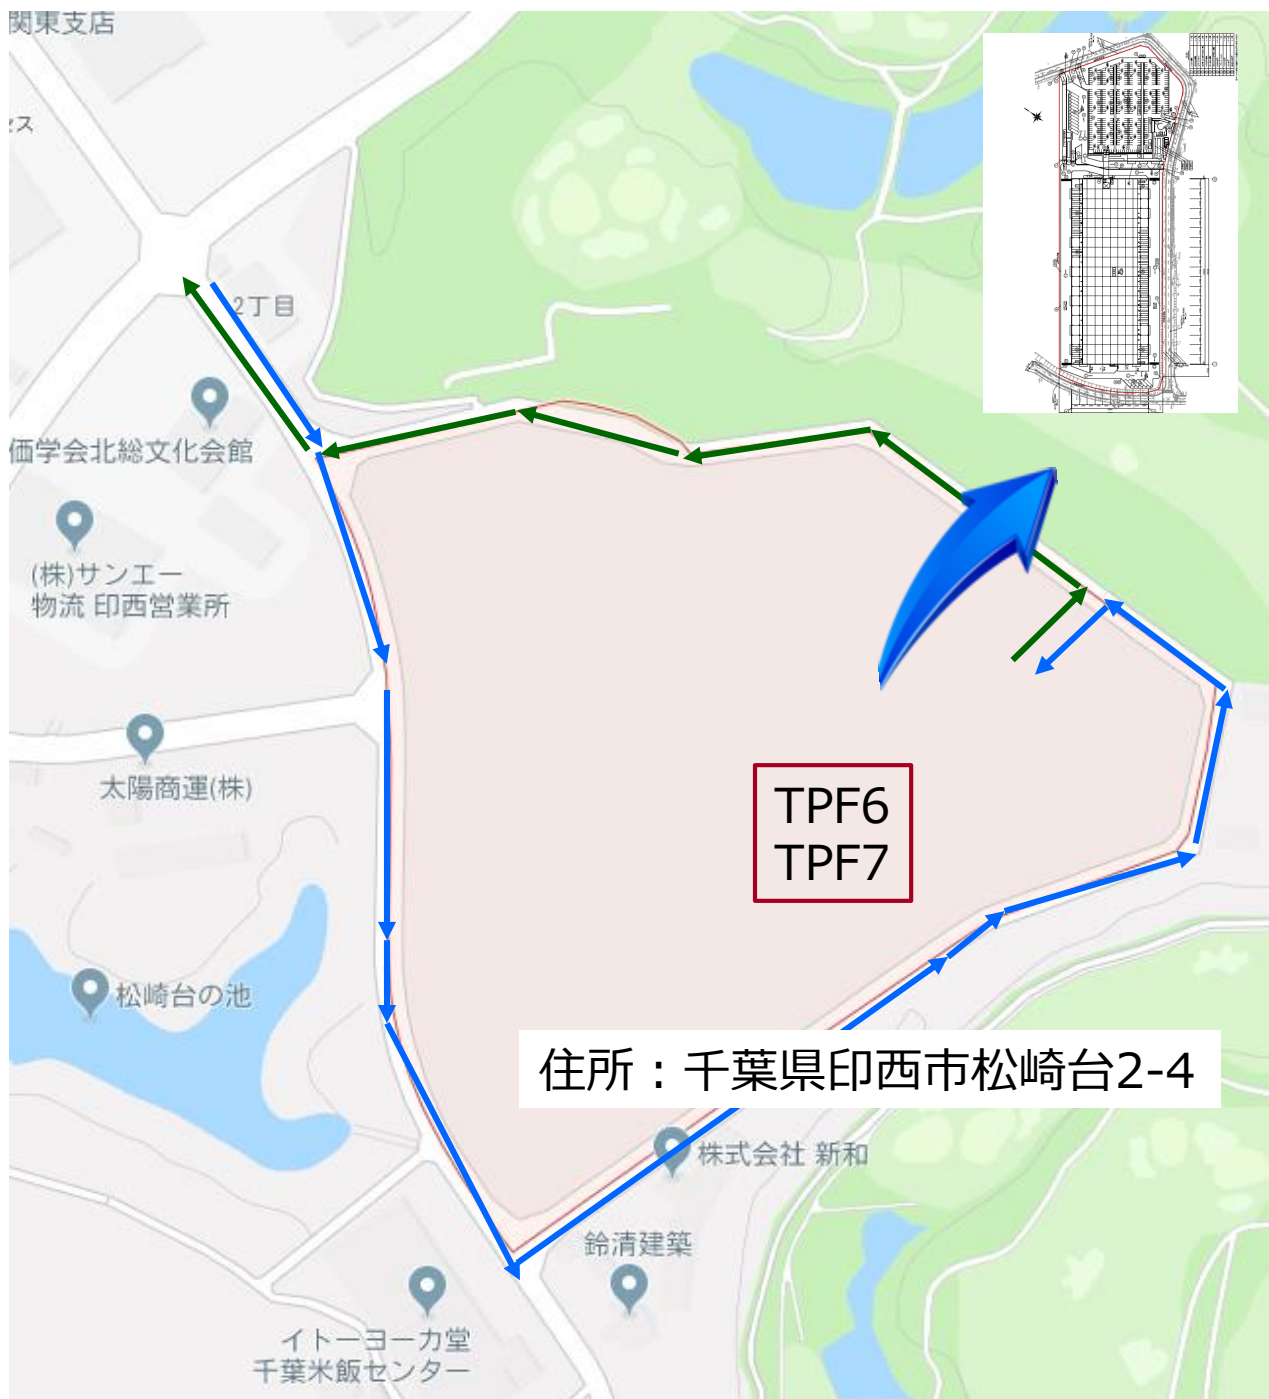 関東支店
セス
2丁目
価学会北総文化会館
(株)サンエー
物流 印西営業所
太陽商運(株)
TPF6
TPF7
松崎台の池
住所：千葉県印西市松崎台2-4
株式会社 新和
鈴清建築
イトーヨーカ堂
千葉米飯センター